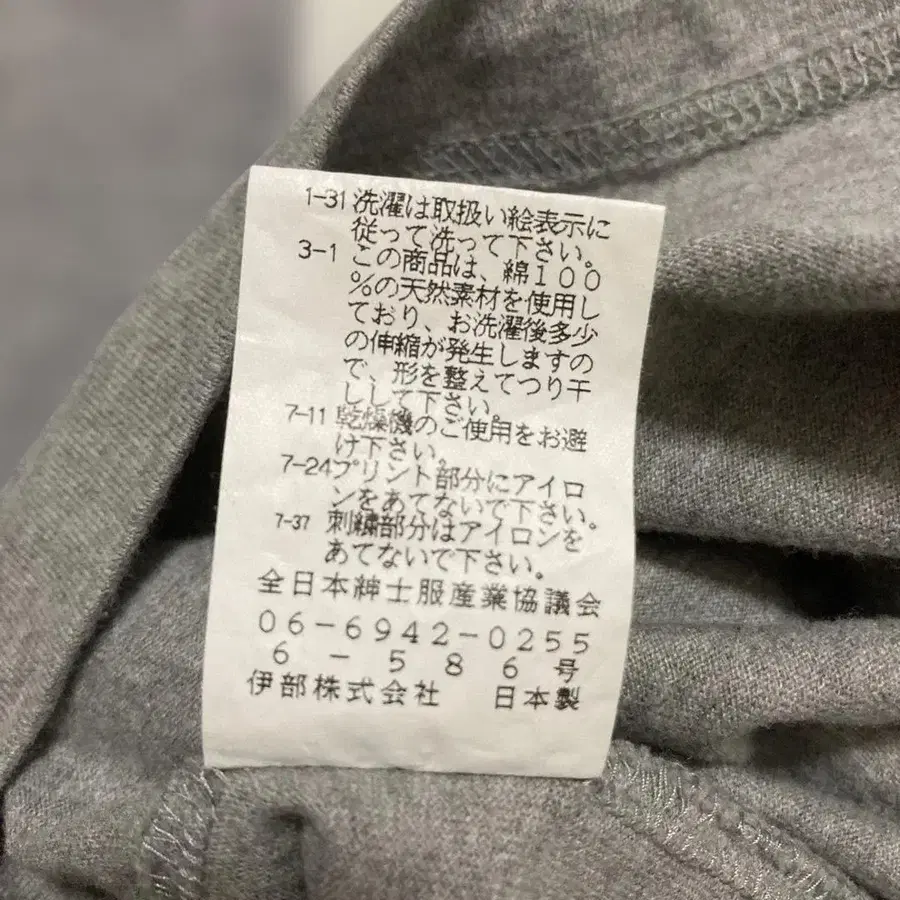 1-31 洗濯は取扱い絵表示に
従って洗って下さい。
3-1 この商品は、綿100
%の天然素材を使用し
ており、お洗濯後多少
の伸縮が発生しますの
で、形を整えてつり干
しして下さい。
7-11 乾燥機のご使用をお避
け下さい。
7-24 プリント部分にアイロ
ンをあてないで下さい。
7-37 刺繍部分はアイロンを
あてないで下さい。
全日本紳士服産業協議会
06-6942-0255
6-586号
伊部株式会社 日本製